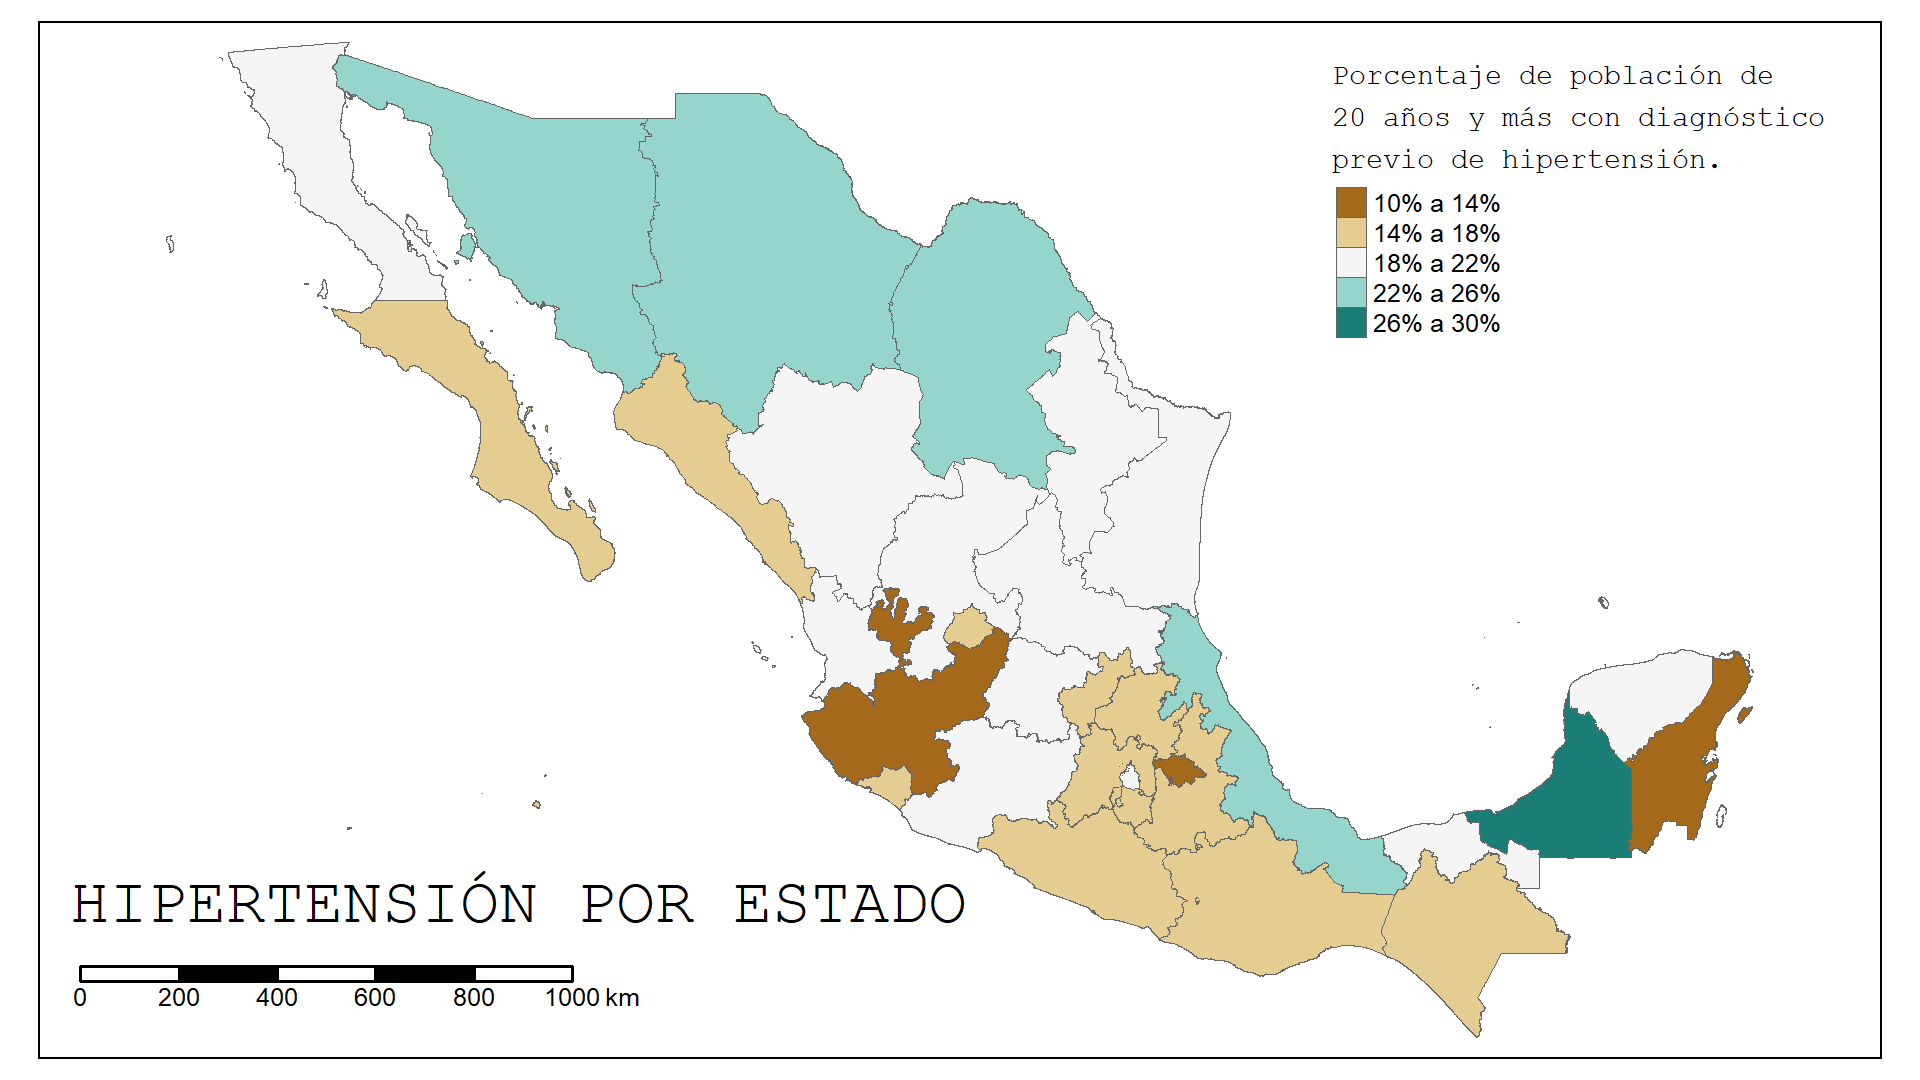 Porcentaje de población de
20 años y más con diagnóstico
previo de hipertensión.
10% a 14%
14% a 18%
18% a 22%
22% a 26%
26% a 30%
HIPERTENSIÓN POR ESTADO
0 200 400 600 800 1000 km